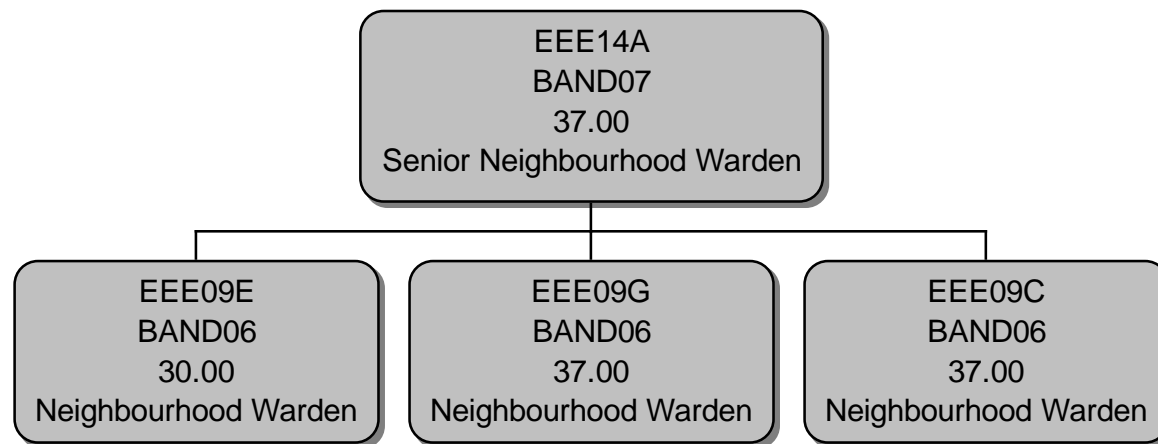 EEE14A
BAND07
37.00
Senior Neighbourhood Warden
EEE09E
BAND06
30.00
Neighbourhood Warden
EEE09G
BAND06
37.00
Neighbourhood Warden
EEE09C
BAND06
37.00
Neighbourhood Warden